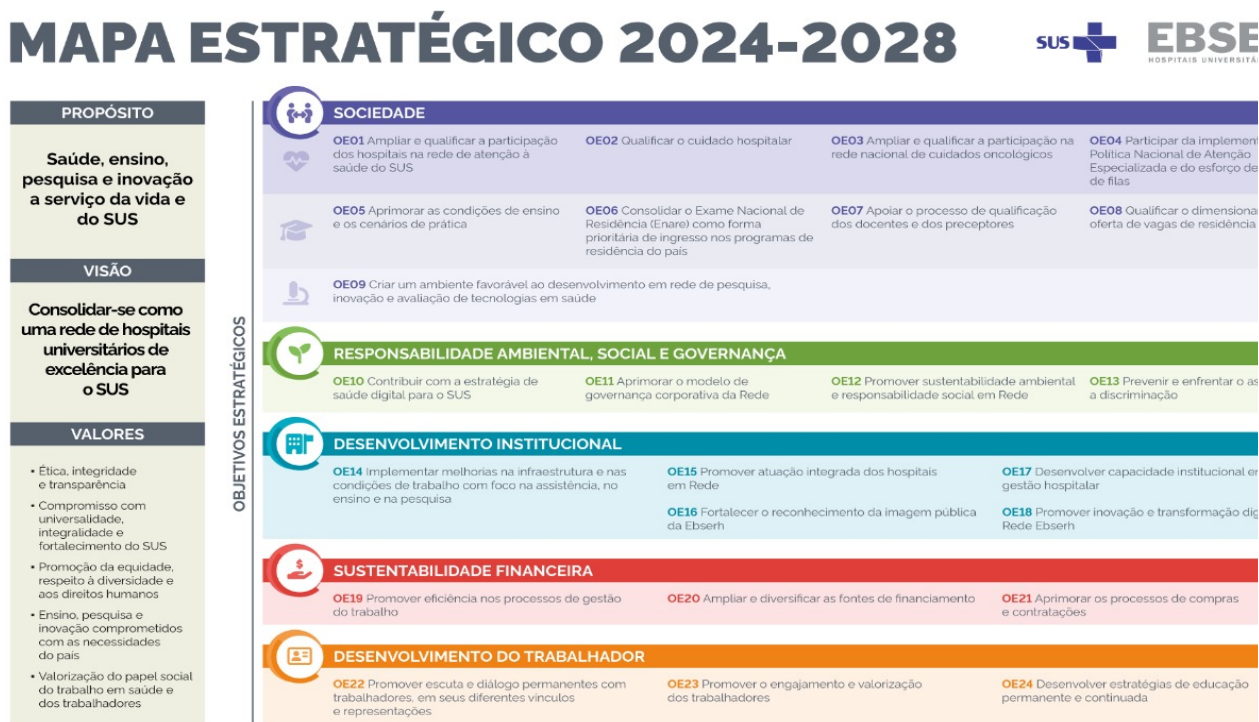 MAPA ESTRATÉGICO 2024-2028
SUS
HOSPITAIS
PROPÓSITO
Saúde, ensino,
pesquisa e inovação
a serviço da vida e
do SUS
VISÃO
Consolidar-se como
uma rede de hospitais
universitários de
excelência para
o SUS
VALORES
▪ Ética, integridade
e transparência
▪ Compromisso com
universalidade,
integralidade e
fortalecimento do SUS
▪ Promoção da equidade,
respeito à diversidade e
aos direitos humanos
▪ Ensino, pesquisa e
inovação comprometidos
com as necessidades
do país
▪ Valorização do papel social
do trabalho em saúde e
dos trabalhadores
OBJETIVOS ESTRATÉGICOS
SOCIEDADE
OE01 Ampliar e qualificar a participação
dos hospitais na rede de atenção à
saúde do SUS
OE02 Qualificar o cuidado hospitalar
OE03 Ampliar e qualificar a participação na
rede nacional de cuidados oncológicos
OE04 Participar da
Política Nacional de Atenção
Especializada e do esforço de
de filas
OE05 Aprimorar as condições de ensino
e os cenários de prática
OE06 Consolidar o Exame Nacional de
Residência (Enare) como forma
prioritária de ingresso nos programas de
residência do país
OE07 Apoiar o processo de qualificação
dos docentes e dos preceptores
OE08 Qualificar o
oferta de vagas de residência
OE09 Criar um ambiente favorável ao desenvolvimento em rede de pesquisa,
inovação e avaliação de tecnologias em saúde
RESPONSABILIDADE AMBIENTAL, SOCIAL E GOVERNANÇA
OE10 Contribuir com a estratégia de
saúde digital para o SUS
OE11 Aprimorar o modelo de
governança corporativa da Rede
OE12 Promover sustentabilidade ambiental
e responsabilidade social em Rede
OE13 Prevenir e enfrentar o
a discriminação
DESENVOLVIMENTO INSTITUCIONAL
OE14 Implementar melhorias na infraestrutura e nas
condições de trabalho com foco na assistência, no
ensino e na pesquisa
OE15 Promover atuação integrada dos hospitais
em Rede
OE16 Fortalecer o reconhecimento da imagem pública
da Ebserh
OE17 Desenvolver capacidade institucional
gestão hospitalar
OE18 Promover inovação e transformação
Rede Ebserh
SUSTENTABILIDADE FINANCEIRA
OE19 Promover eficiência nos processos de gestão
do trabalho
OE20 Ampliar e diversificar as fontes de financiamento
OE21 Aprimorar os processos de compras
e contratações
DESENVOLVIMENTO DO TRABALHADOR
OE22 Promover escuta e diálogo permanentes com
trabalhadores, em seus diferentes vínculos
e representações
OE23 Promover o engajamento e valorização
dos trabalhadores
OE24 Desenvolver estratégias de educação
permanente e continuada